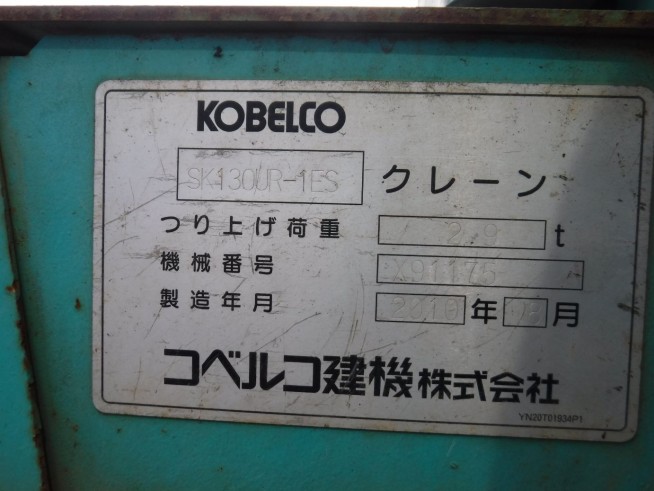 KOBELCO
SK130UR-1ES クレーン
つり上げ荷重 2.9 t
機械番号 X91175
製造年月 2010 年 月
コベルコ建機株式会社
YN20T01934P1